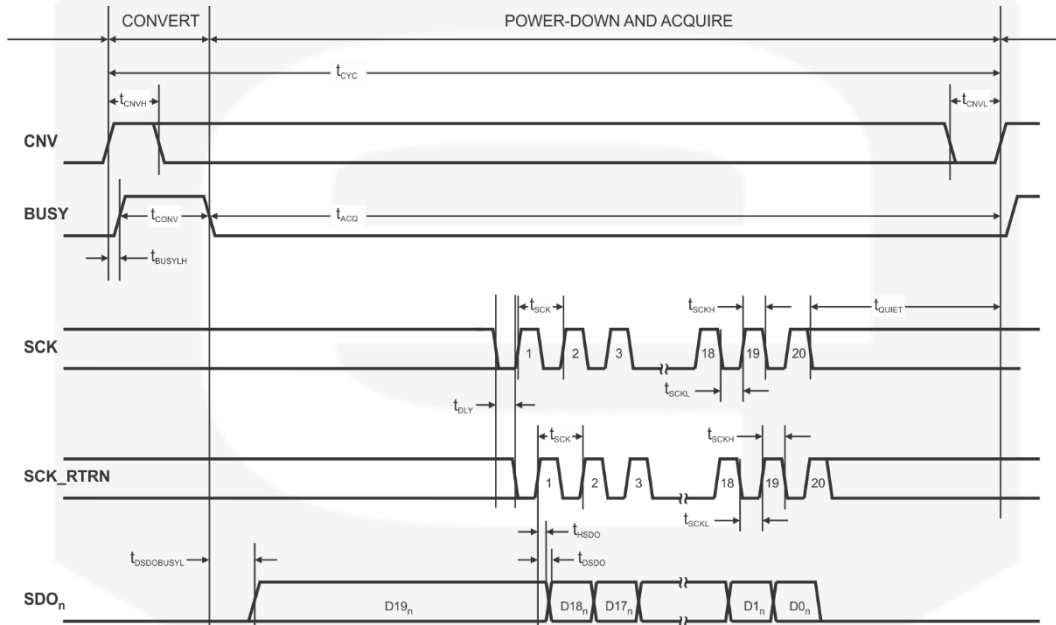 CONVERT POWER-DOWN AND ACQUIRE
tCYC
tCNVH tCNVL
CNV
BUSY tCONV tACQ
tBUSYLH
tSCK tSCKH tQUIET
SCK 1 2 3 18 19 20
tSCKL
tDLY
tSCK tSCKH
SCK_RTRN 1 2 3 18 19 20
tSCKL
tHSDO
tDSDOBUSYL tDSDO
SDOn D19n D18n D17n D1n D0n